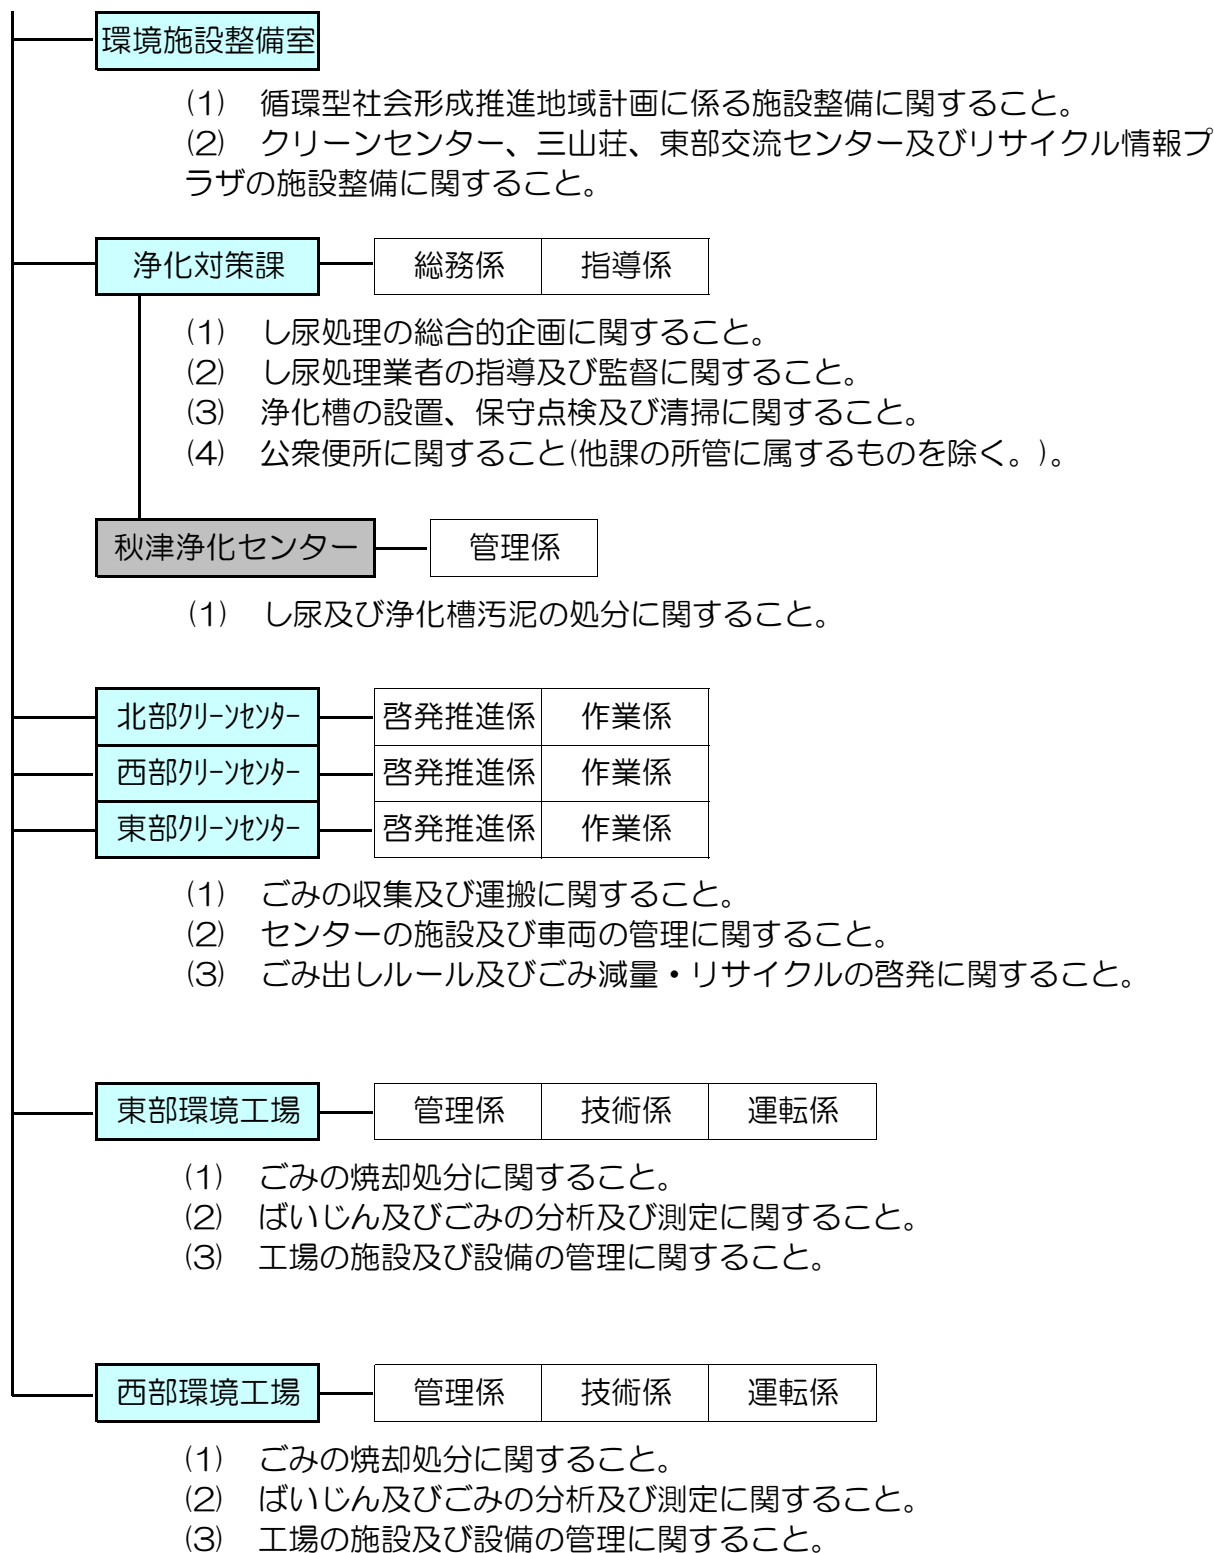 環境施設整備室
(1)　循環型社会形成推進地域計画に係る施設整備に関すること。
(2)　クリーンセンター、三山荘、東部交流センター及びリサイクル情報プ
ラザの施設整備に関すること。
浄化対策課　総務係　指導係
(1)　し尿処理の総合的企画に関すること。
(2)　し尿処理業者の指導及び監督に関すること。
(3)　浄化槽の設置、保守点検及び清掃に関すること。
(4)　公衆便所に関すること(他課の所管に属するものを除く。)。
秋津浄化センター　管理係
(1)　し尿及び浄化槽汚泥の処分に関すること。
北部ｸﾘｰﾝｾﾝﾀｰ　啓発推進係　作業係
西部ｸﾘｰﾝｾﾝﾀｰ　啓発推進係　作業係
東部ｸﾘｰﾝｾﾝﾀｰ　啓発推進係　作業係
(1)　ごみの収集及び運搬に関すること。
(2)　センターの施設及び車両の管理に関すること。
(3)　ごみ出しルール及びごみ減量・リサイクルの啓発に関すること。
東部環境工場　管理係　技術係　運転係
(1)　ごみの焼却処分に関すること。
(2)　ばいじん及びごみの分析及び測定に関すること。
(3)　工場の施設及び設備の管理に関すること。
西部環境工場　管理係　技術係　運転係
(1)　ごみの焼却処分に関すること。
(2)　ばいじん及びごみの分析及び測定に関すること。
(3)　工場の施設及び設備の管理に関すること。